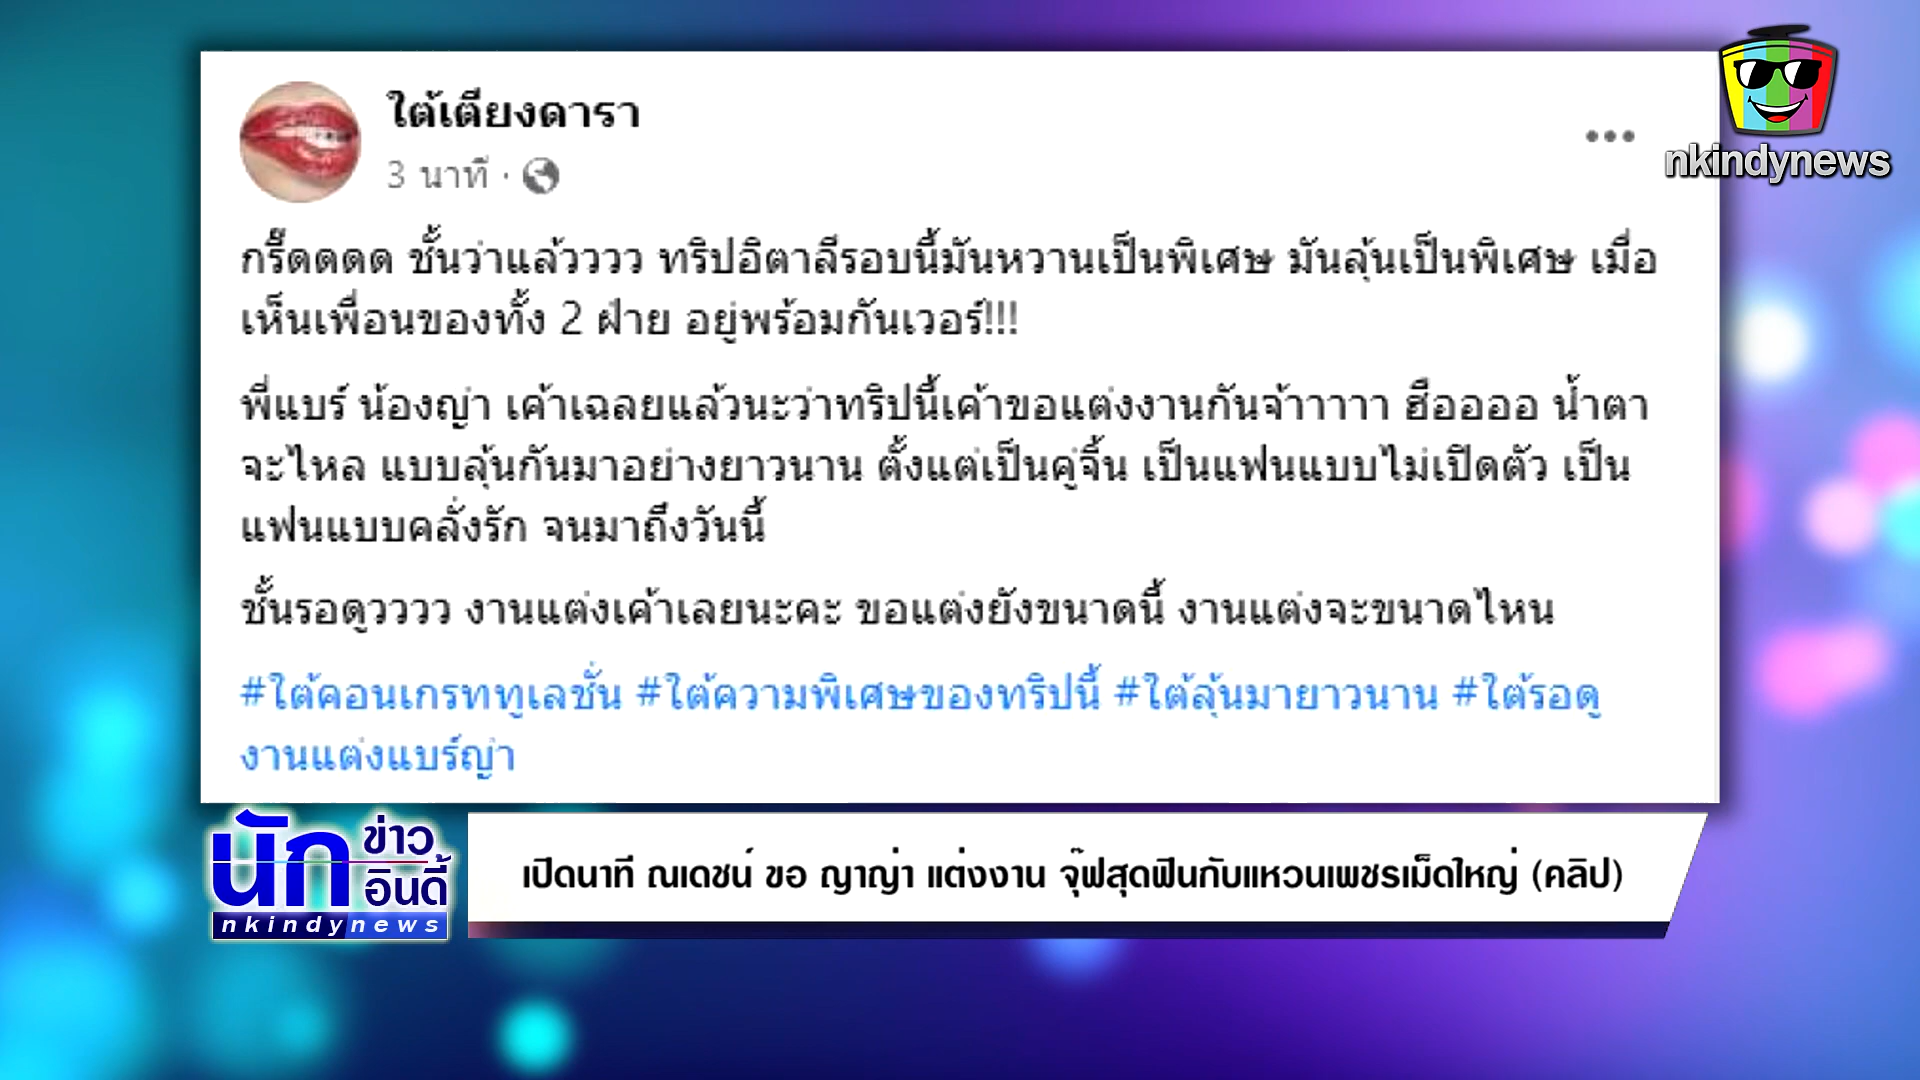 nkindynews
ใต้เตียงดารา
3 นาที ·
กรี๊ดดดด ชั้นว่าแล้วววว ทริปอิตาลีรอบนี้มันหวานเป็นพิเศษ มันลุ้นเป็นพิเศษ เมื่อ
เห็นเพื่อนของทั้ง 2 ฝ่าย อยู่พร้อมกันเวอร์!!!
พี่แบร์ น้องญ่า เค้าเฉลยแล้วนะว่าทริปนี้เค้าขอแต่งงานกันจ้าาาาา ฮืออออ น้ำตา
จะไหล แบบลุ้นกันมาอย่างยาวนาน ตั้งแต่เป็นคู่จิ้น เป็นแฟนแบบไม่เปิดตัว เป็น
แฟนแบบคลั่งรัก จนมาถึงวันนี้
ชั้นรอดูวววว งานแต่งเค้าเลยนะคะ ขอแต่งยังขนาดนี้ งานแต่งจะขนาดไหน
#ใต้คอนเกรททูเลชั่น #ใต้ความพิเศษของทริปนี้ #ใต้ลุ้นมายาวนาน #ใต้รอดู
งานแต่งแบร์ญ่า
นักข่าวอินดี้
nkindynews
เปิดนาที ณเดชน์ ขอ ญาญ่า แต่งงาน จุ๊ฟสุดฟินกับแหวนเพชรเม็ดใหญ่ (คลิป)